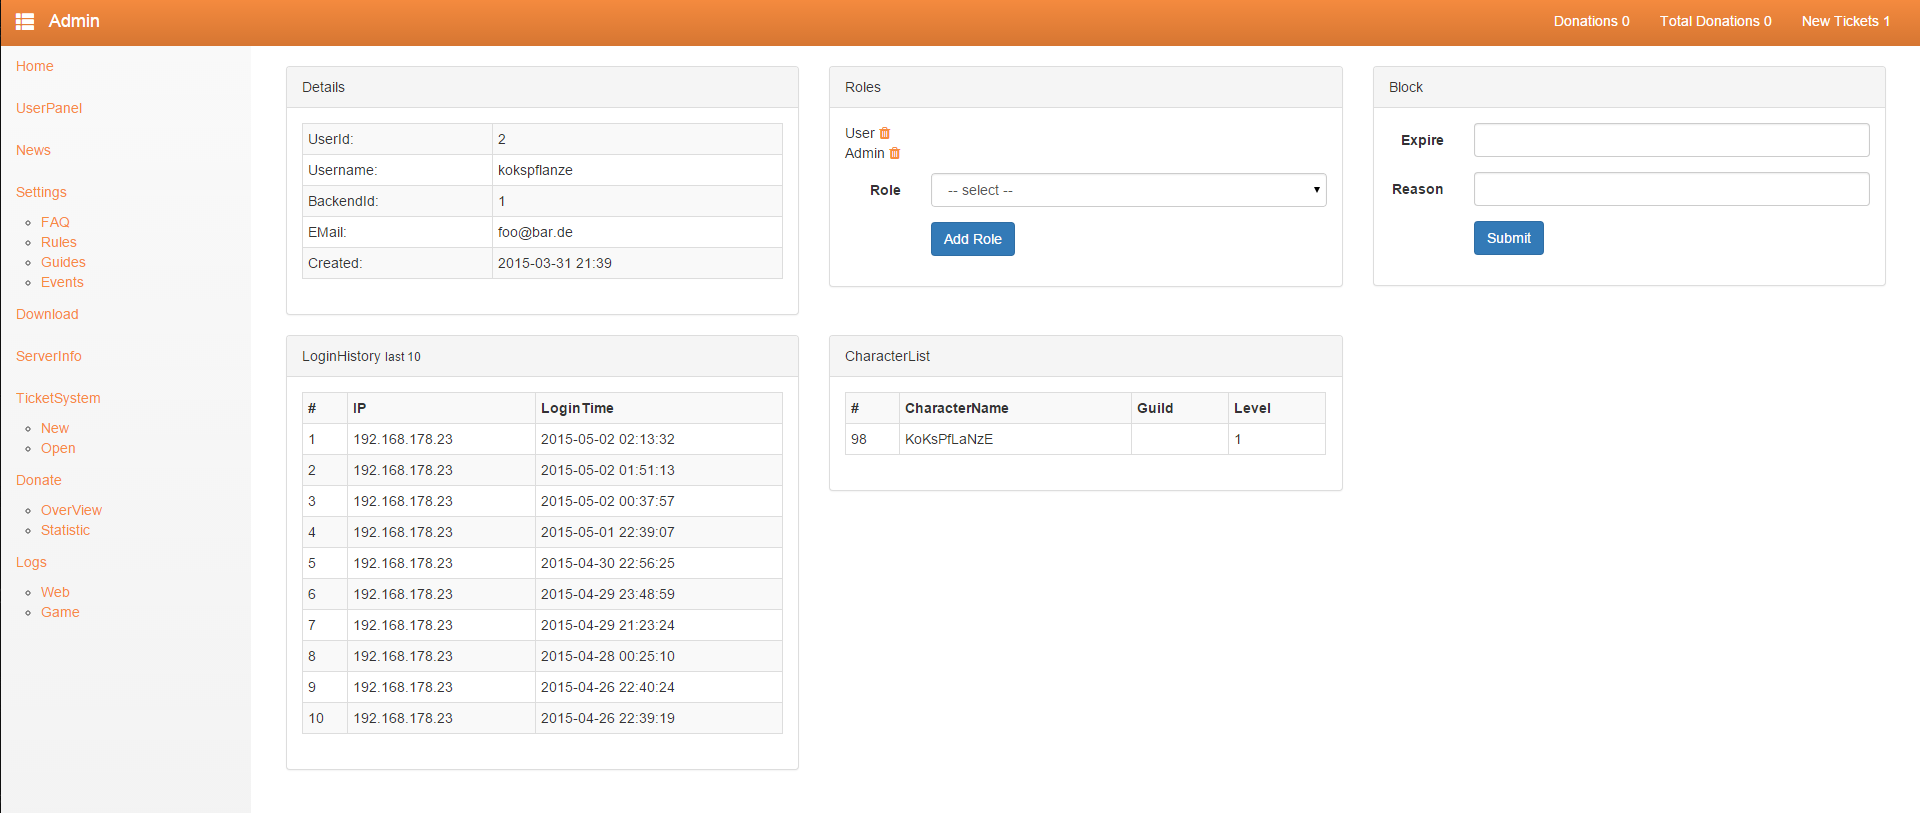 Admin
Donations 0 Total Donations 0 New Tickets 1
Home
UserPanel
News
Settings
FAQ
Rules
Guides
Events
Download
ServerInfo
TicketSystem
New
Open
Donate
OverView
Statistic
Logs
Web
Game
Details
UserId: 2
Username: kokspflanze
BackendId: 1
EMail: foo@bar.de
Created: 2015-03-31 21:39
Roles
User
Admin
Role -- select --
Add Role
Block
Expire
Reason
Submit
LoginHistory last 10
# IP LoginTime
1 192.168.178.23 2015-05-02 02:13:32
2 192.168.178.23 2015-05-02 01:51:13
3 192.168.178.23 2015-05-02 00:37:57
4 192.168.178.23 2015-05-01 22:39:07
5 192.168.178.23 2015-04-30 22:56:25
6 192.168.178.23 2015-04-29 23:48:59
7 192.168.178.23 2015-04-29 21:23:24
8 192.168.178.23 2015-04-28 00:25:10
9 192.168.178.23 2015-04-26 22:40:24
10 192.168.178.23 2015-04-26 22:39:19
CharacterList
# CharacterName Guild Level
98 KoKsPfLaNzE 1